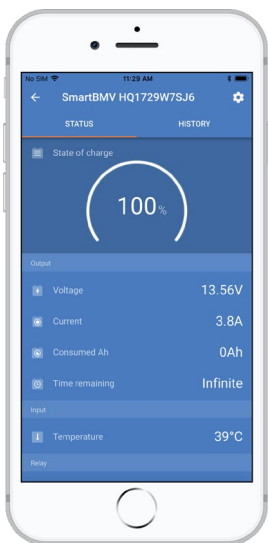 No SIM 11:29 AM
SmartBMV HQ1729W7SJ6
STATUS HISTORY
State of charge
100%
Output
Voltage 13.56V
Current 3.8A
Consumed Ah 0Ah
Time remaining Infinite
Input
Temperature 39°C
Relay